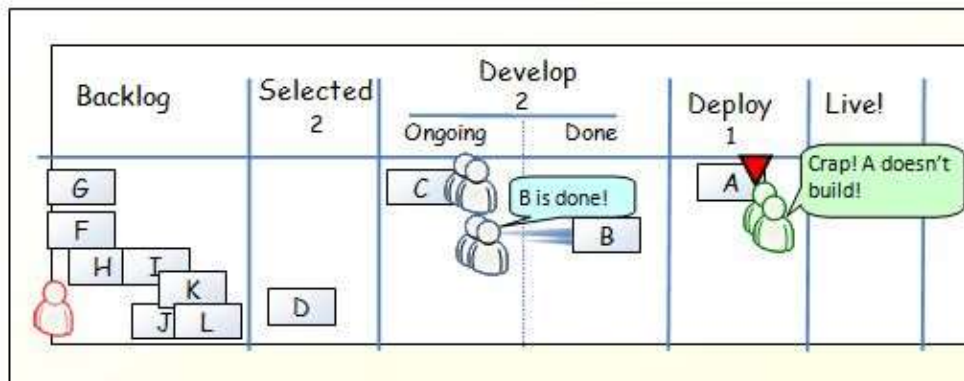 Backlog
Selected
2
Develop
2
Ongoing
Done
Deploy
1
Live!
G
F
H
I
K
J
L
D
C
B is done!
B
A
Crap! A doesn't
build!